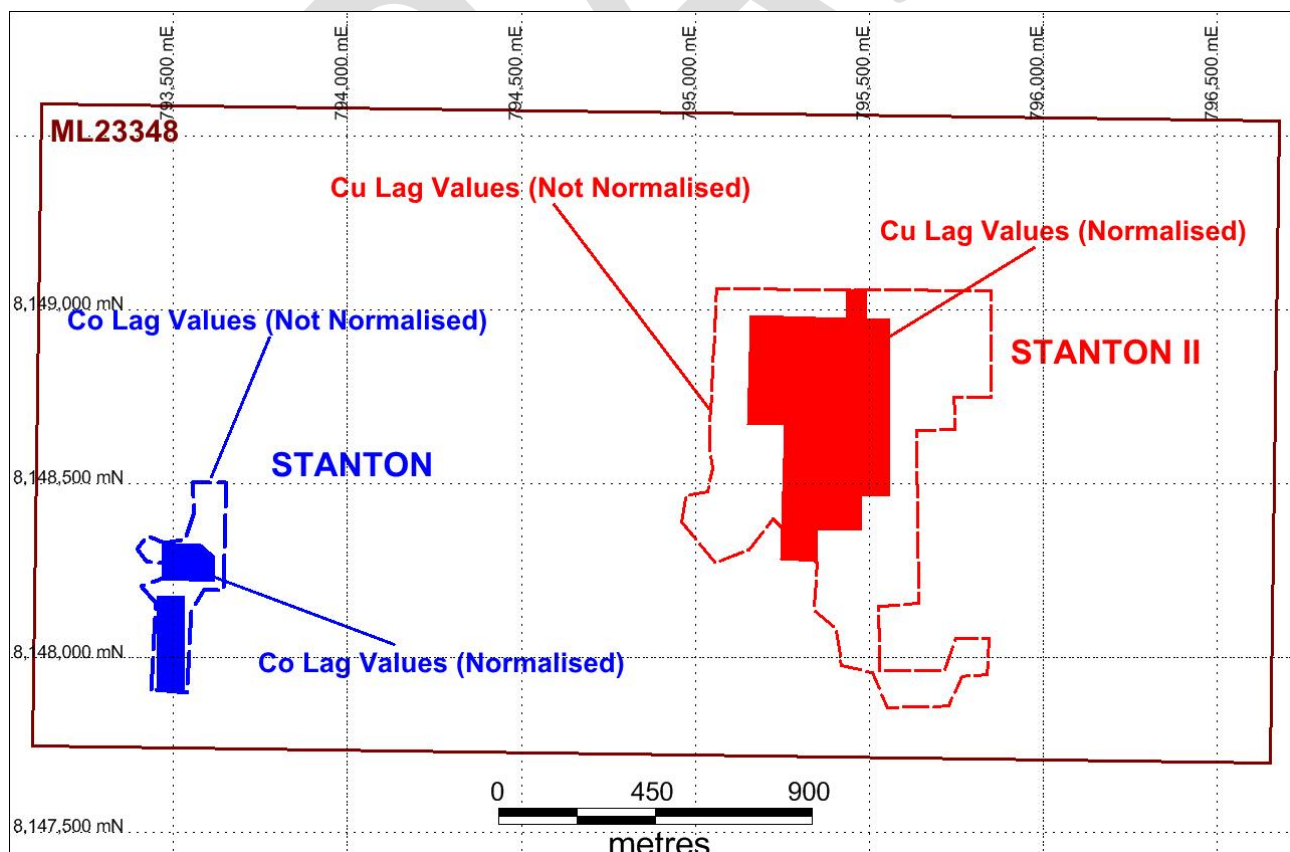 793,500 mE
794,000 mE
794,500 mE
795,000 mE
795,500 mE
796,000 mE
796,500 mE
ML23348
Cu Lag Values (Not Normalised)
Cu Lag Values (Normalised)
8,149,000 mN
Co Lag Values (Not Normalised)
STANTON II
STANTON
8,148,500 mN
8,148,000 mN
Co Lag Values (Normalised)
0 450 900
8,147,500 mN
metres